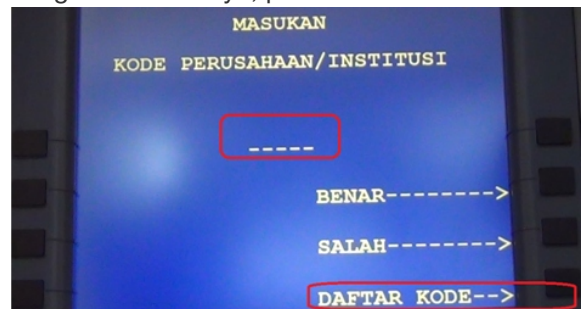 MASUKAN
KODE PERUSAHAAN/INSTITUSI
-----
BENAR-------->
SALAH-------->
DAFTAR KODE-->